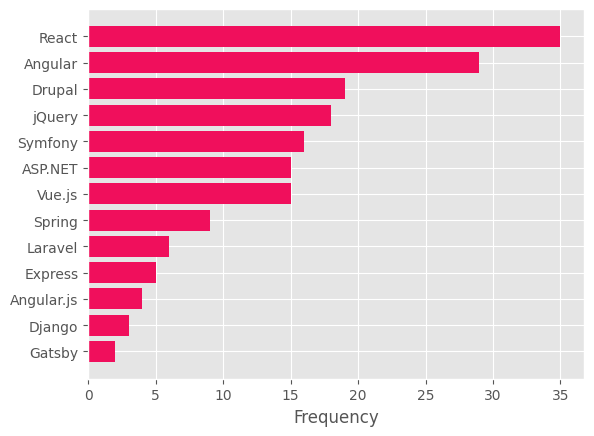 React
Angular
Drupal
jQuery
Symfony
ASP.NET
Vue.js
Spring
Laravel
Express
Angular.js
Django
Gatsby
0 5 10 15 20 25 30 35
Frequency